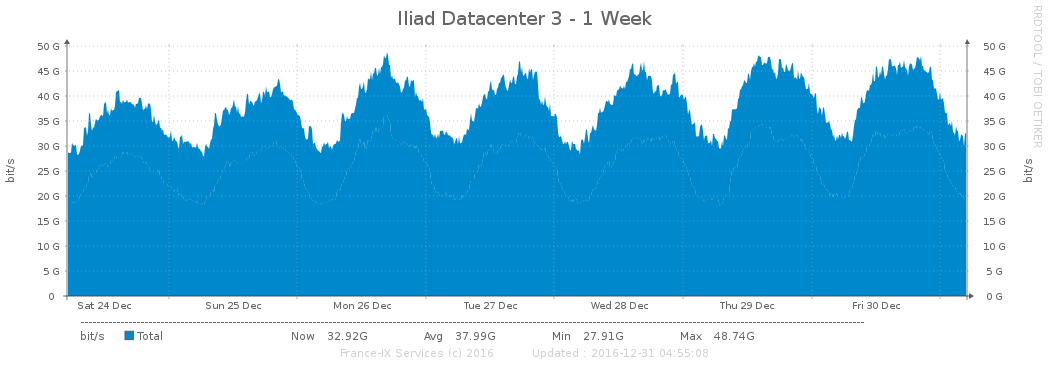 Iliad Datacenter 3 - 1 Week
RRDTOOL / TOBI OETIKER
50 G 50 G
45 G 45 G
40 G 40 G
35 G 35 G
30 G 30 G
25 G 25 G
20 G 20 G
15 G 15 G
10 G 10 G
5 G 5 G
0 0 G
bit/s bit/s
Sat 24 Dec Sun 25 Dec Mon 26 Dec Tue 27 Dec Wed 28 Dec Thu 29 Dec Fri 30 Dec
bit/s Total Now 32.92G Avg 37.99G Min 27.91G Max 48.74G
France-IX Services (c) 2016 Updated : 2016-12-31 04:55:08